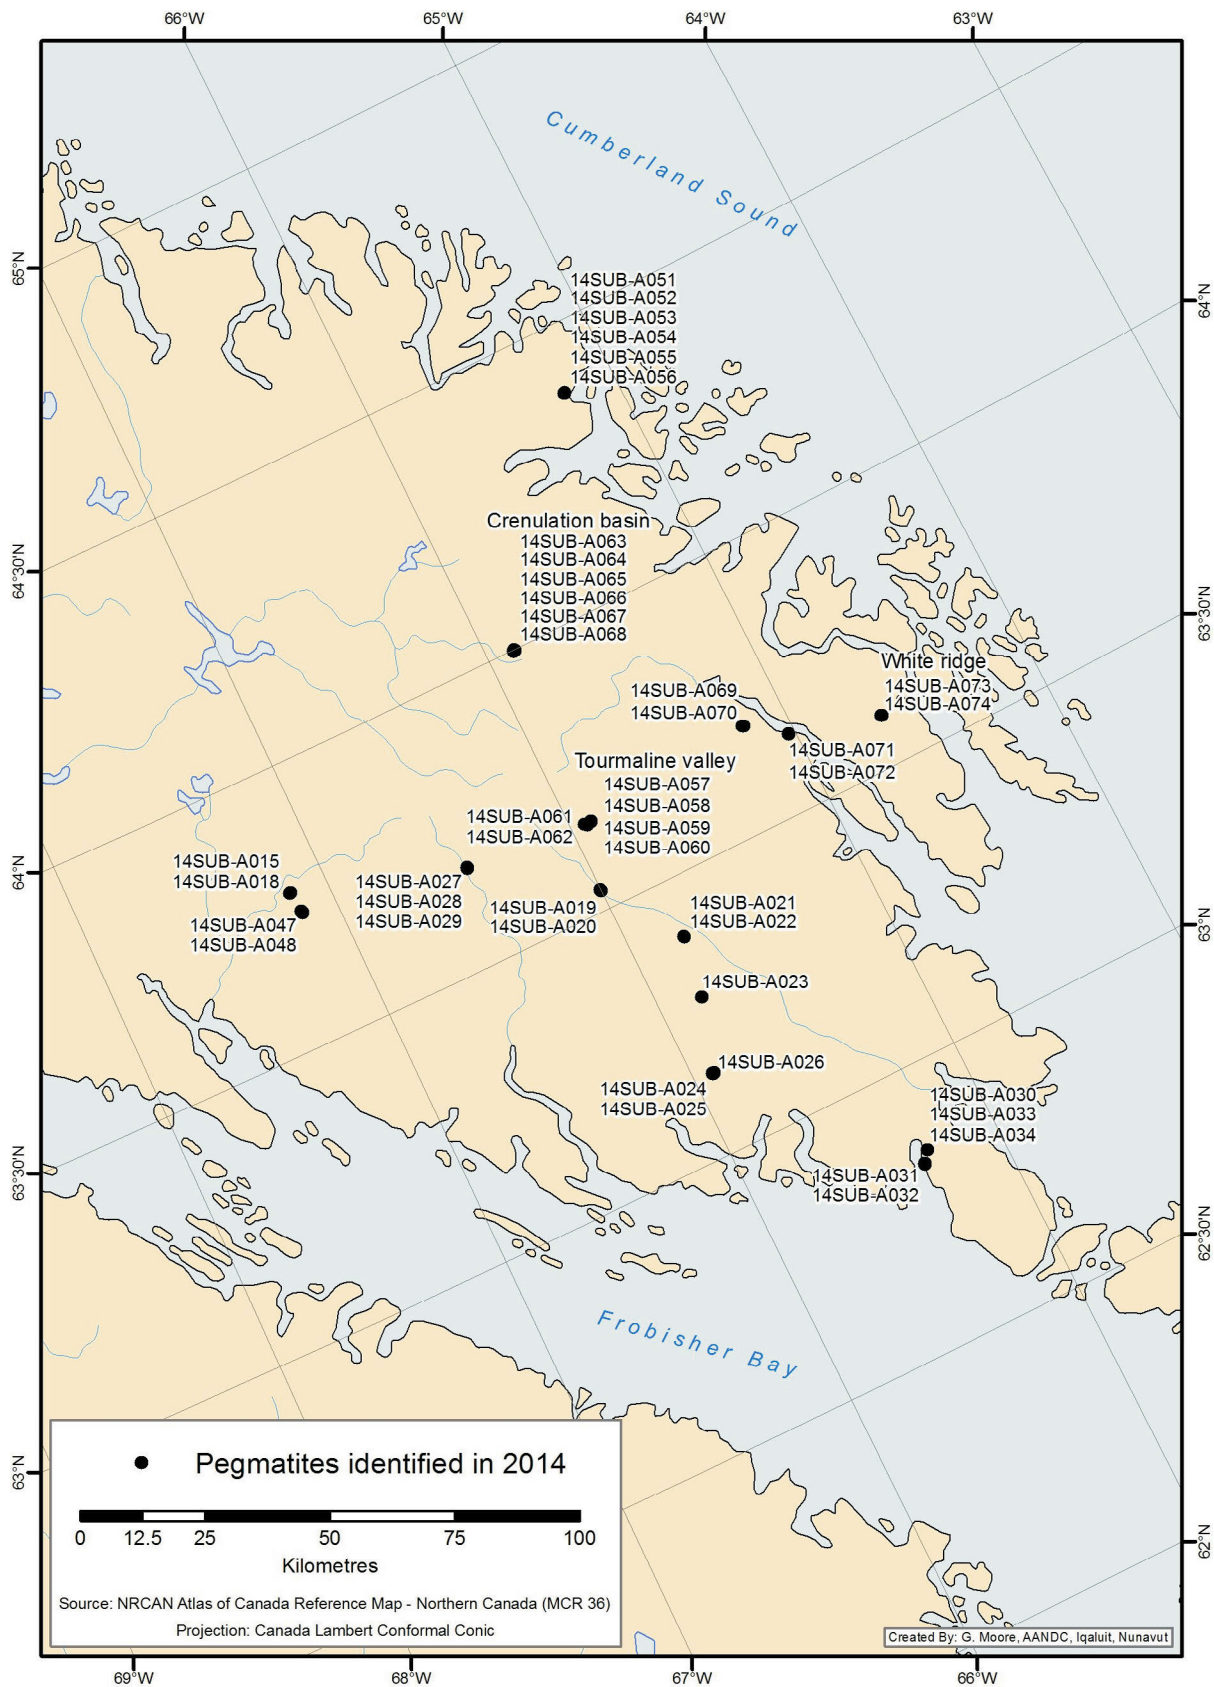 66°W
65°W
64°W
63°W
Cumberland Sound
65°N
64°N
14SUB-A051
14SUB-A052
14SUB-A053
14SUB-A054
14SUB-A055
14SUB-A056
Crenulation basin
14SUB-A063
14SUB-A064
14SUB-A065
14SUB-A066
14SUB-A067
14SUB-A068
64°30'N
63°30'N
White ridge
14SUB-A073
14SUB-A074
14SUB-A069
14SUB-A070
14SUB-A071
14SUB-A072
Tourmaline valley
14SUB-A057
14SUB-A058
14SUB-A059
14SUB-A060
14SUB-A061
14SUB-A062
14SUB-A015
14SUB-A018
14SUB-A047
14SUB-A048
14SUB-A027
14SUB-A028
14SUB-A029
14SUB-A019
14SUB-A020
14SUB-A021
14SUB-A022
64°N
63°N
14SUB-A023
14SUB-A026
14SUB-A024
14SUB-A025
14SUB-A030
14SUB-A033
14SUB-A034
14SUB-A031
14SUB-A032
63°30'N
62°30'N
Frobisher Bay
63°N
62°N
Pegmatites identified in 2014
0 12.5 25 50 75 100
Kilometres
Source: NRCAN Atlas of Canada Reference Map - Northern Canada (MCR 36)
Projection: Canada Lambert Conformal Conic
Created By: G. Moore, AANDC, Iqaluit, Nunavut
69°W
68°W
67°W
66°W